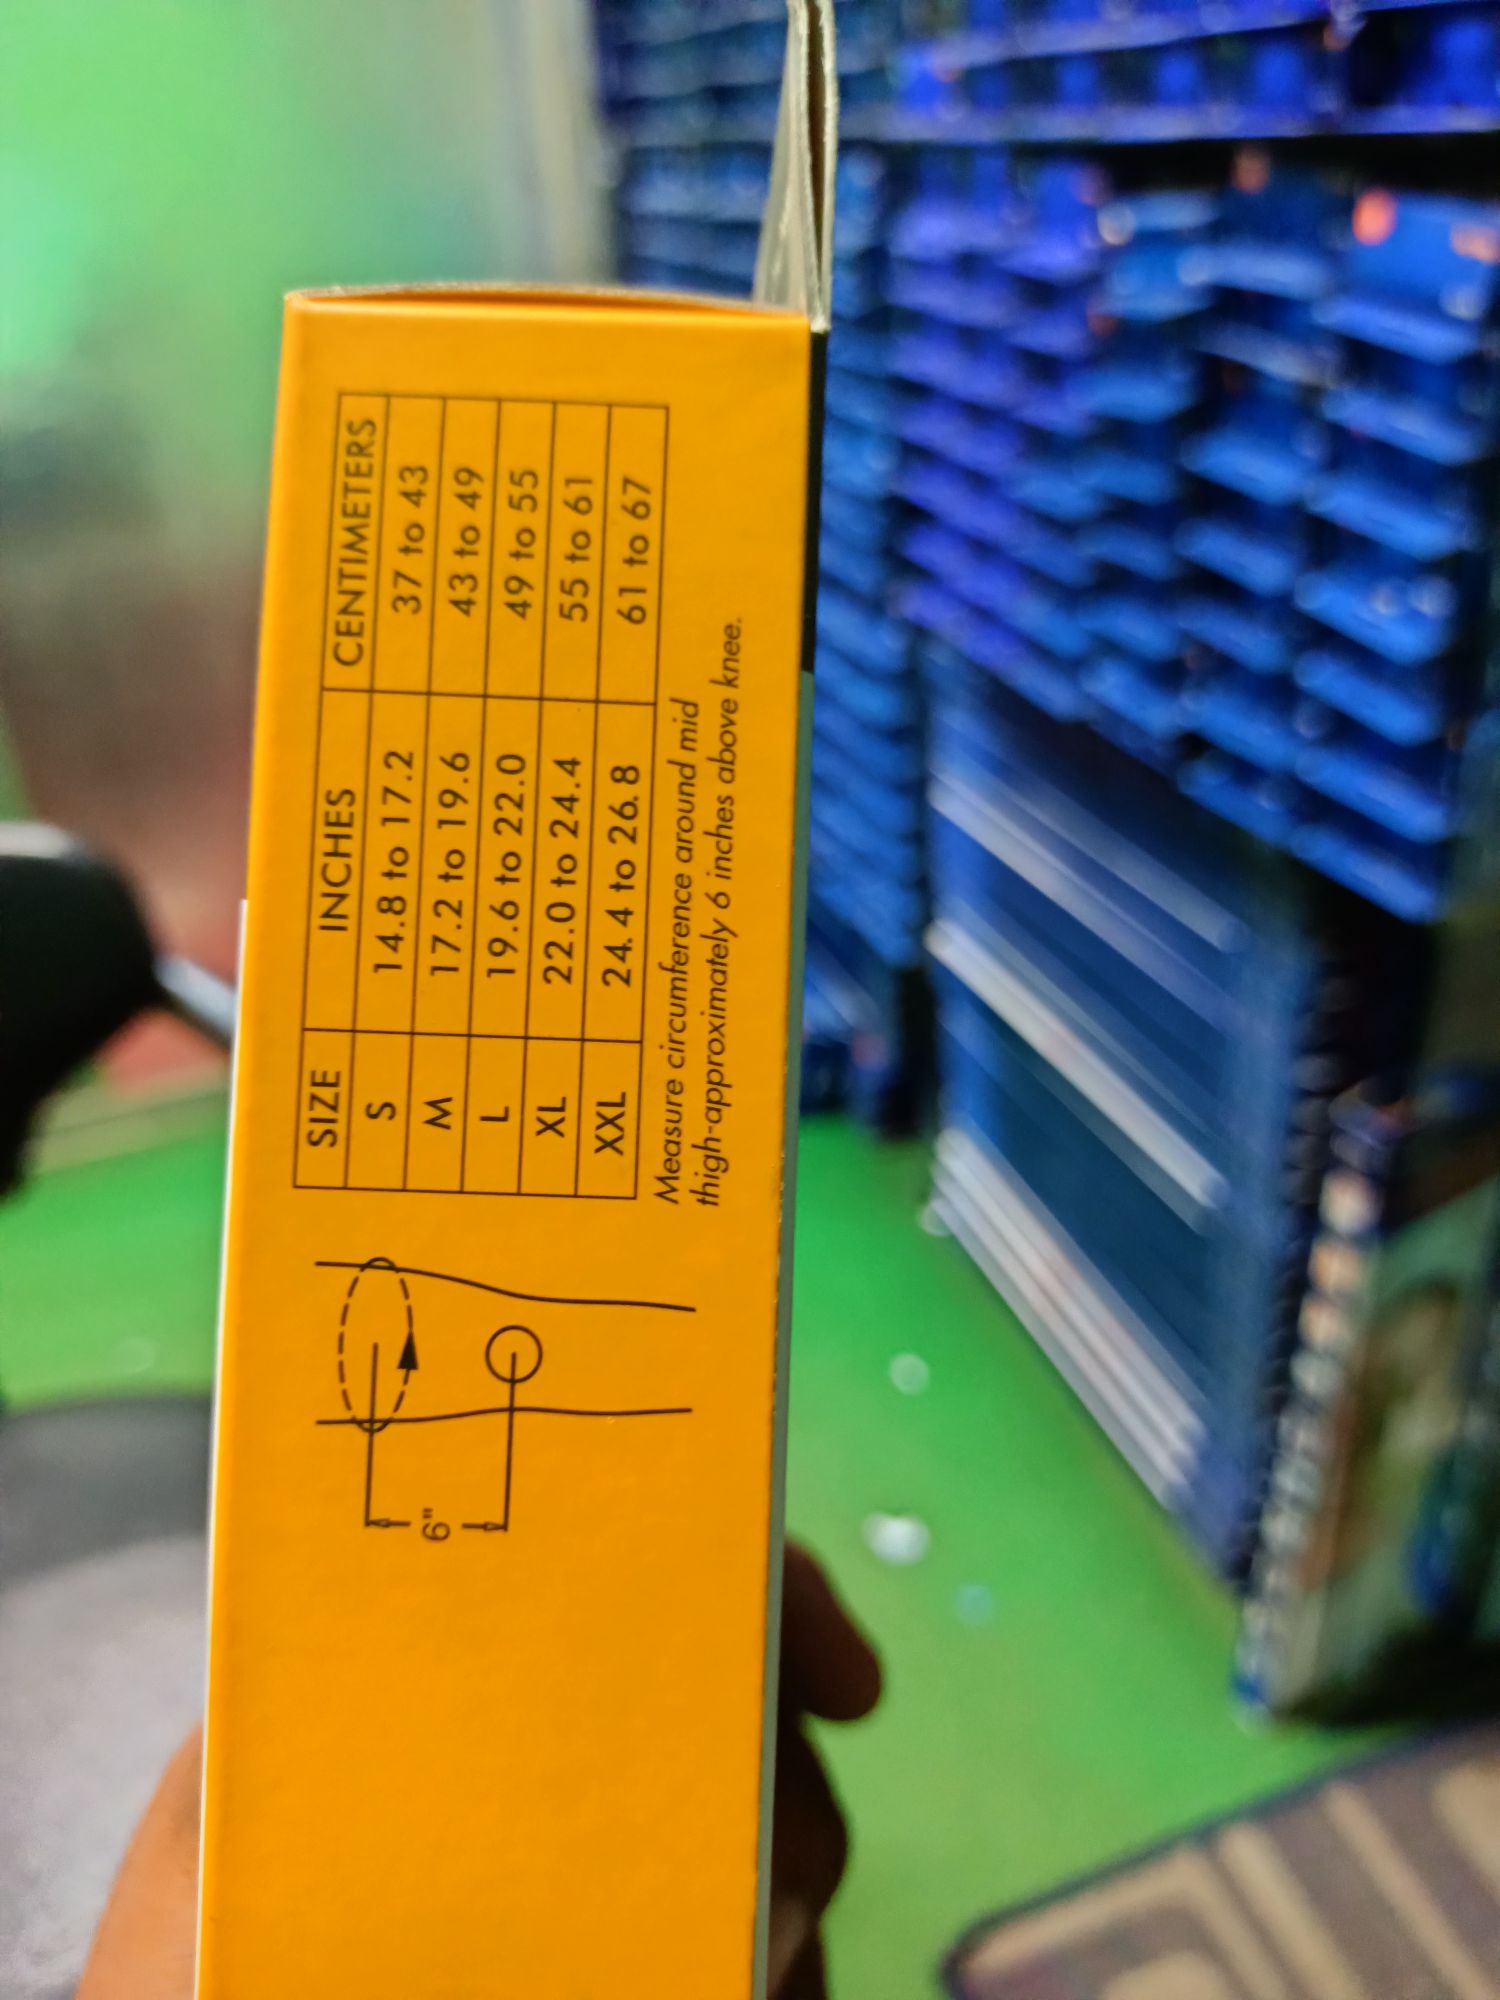 SIZE INCHES CENTIMETERS
S 14.8 to 17.2 37 to 43
M 17.2 to 19.6 43 to 49
L 19.6 to 22.0 49 to 55
XL 22.0 to 24.4 55 to 61
XXL 24.4 to 26.8 61 to 67
Measure circumference around mid
thigh-approximately 6 inches above knee.
6"